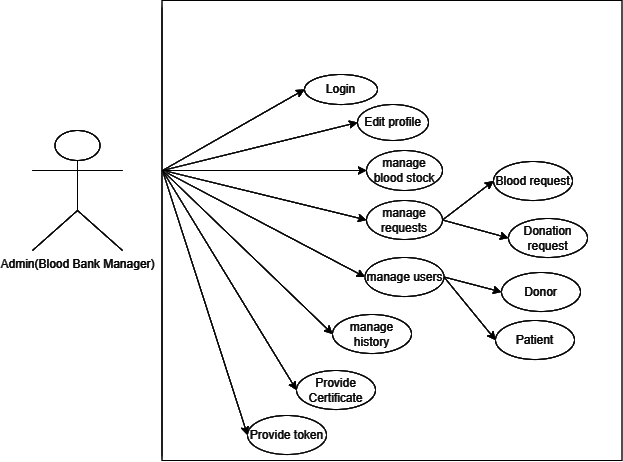 Login
Edit profile
manage
blood stock
Blood request
manage
requests
Donation
request
Admin(Blood Bank Manager)
manage users
Donor
manage
history
Patient
Provide
Certificate
Provide token